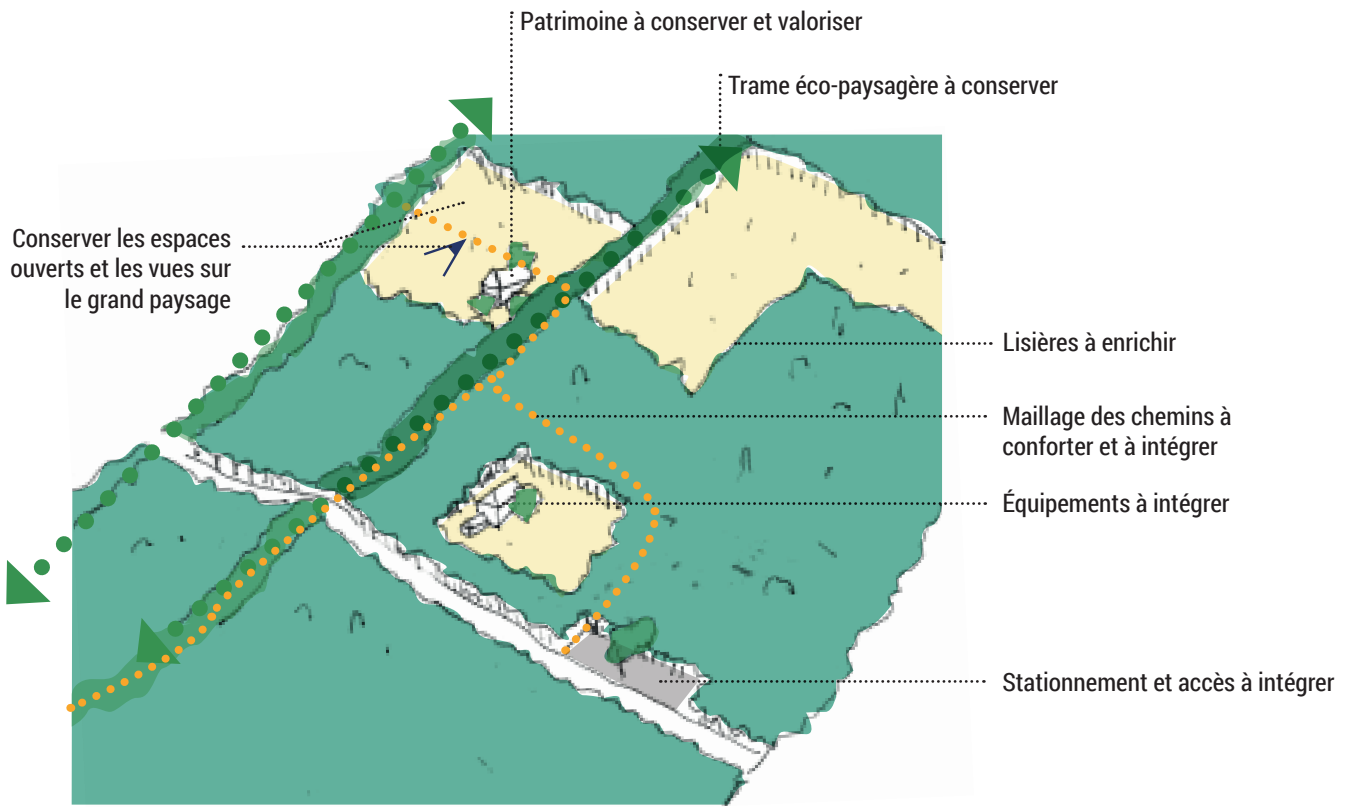 Patrimoine à conserver et valoriser
Trame éco-paysagère à conserver
Conserver les espaces
ouverts et les vues sur
le grand paysage
Lisières à enrichir
Maillage des chemins à
conforter et à intégrer
Équipements à intégrer
Stationnement et accès à intégrer